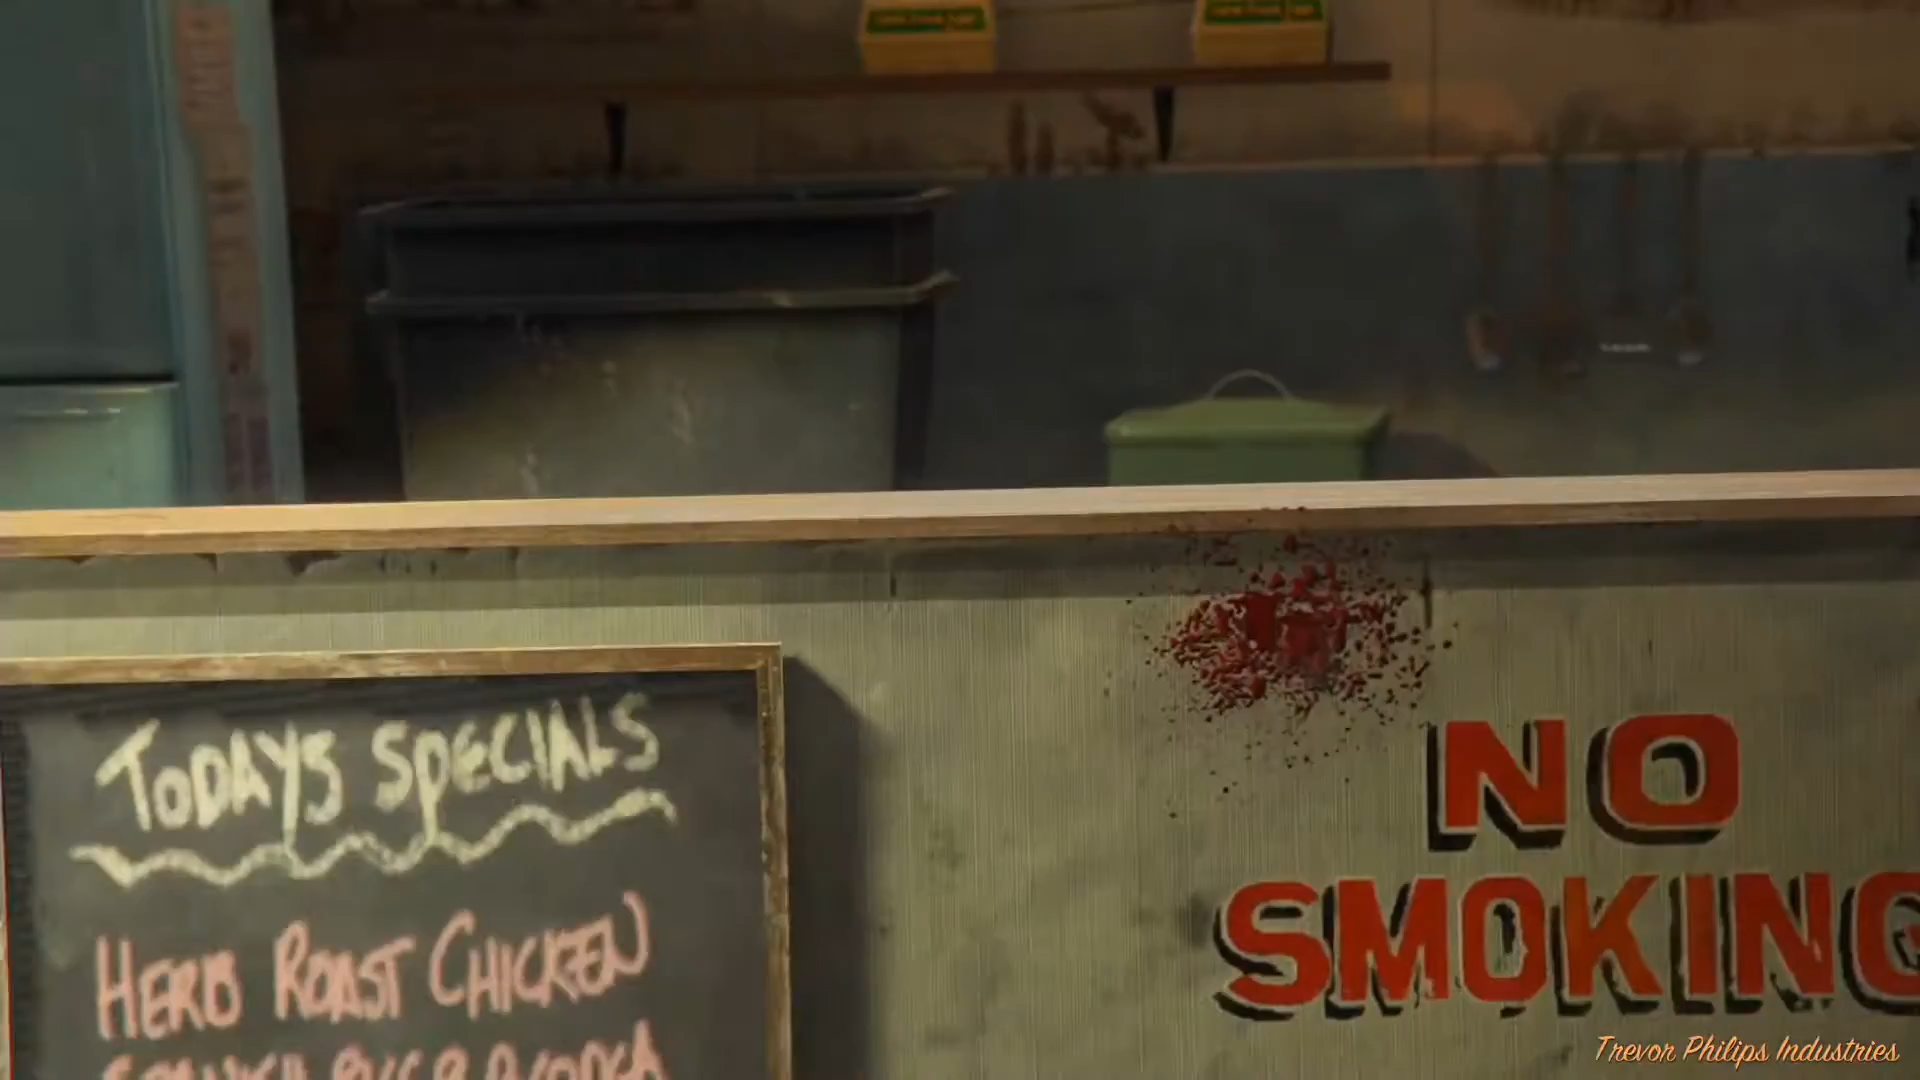 TODAYS SPECIALS
HERB ROAST CHICKEN
NO
SMOKING
Trevor Philips Industries